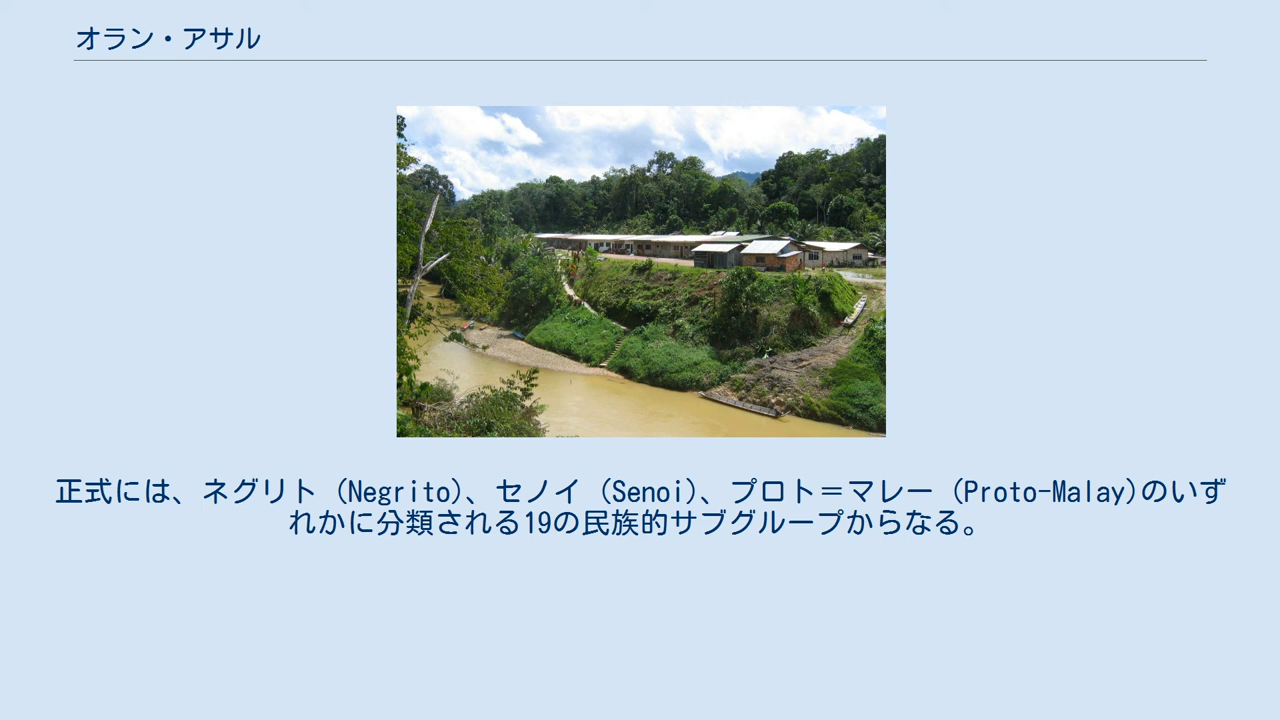 オラン・アサル
正式には、ネグリト (Negrito)、セノイ (Senoi)、プロト＝マレー (Proto-Malay)のいず
れかに分類される19の民族的サブグループからなる。